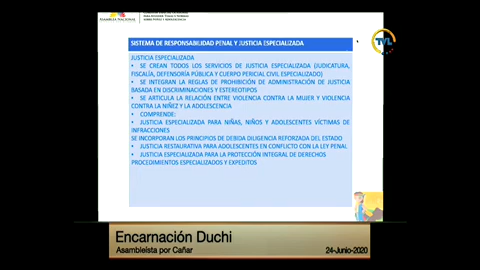 ASAMBLEA NACIONAL
TVL
SISTEMA DE RESPONSABILIDAD PENAL Y JUSTICIA ESPECIALIZADA
JUSTICIA ESPECIALIZADA
• SE CREAN TODOS LOS SERVICIOS DE JUSTICIA ESPECIALIZADA (JUDICATURA,
FISCALÍA, DEFENSORÍA PÚBLICA Y CUERPO PERICIAL CIVIL ESPECIALIZADO)
• SE INTEGRAN LA REGLAS DE PROHIBICIÓN DE ADMINISTRACIÓN DE JUSTICIA
BASADA EN DISCRIMINACIONES Y ESTEREOTIPOS
• SE ARTICULA LA RELACIÓN ENTRE VIOLENCIA CONTRA LA MUJER Y VIOLENCIA
CONTRA LA NIÑEZ Y LA ADOLESCENCIA
• COMPRENDE:
• JUSTICIA ESPECIALIZADA PARA NIÑAS, NIÑOS Y ADOLESCENTES VÍCTIMAS DE
INFRACCIONES
SE INCORPORAN LOS PRINCIPIOS DE DEBIDA DILIGENCIA REFORZADA DEL ESTADO
• JUSTICIA RESTAURATIVA PARA ADOLESCENTES EN CONFLICTO CON LA LEY PENAL
• JUSTICIA ESPECIALIZADA PARA LA PROTECCIÓN INTEGRAL DE DERECHOS
PROCEDIMIENTOS ESPECIALIZADOS Y EXPEDITOS
Encarnación Duchi
Asambleísta por Cañar
24-Junio-2020